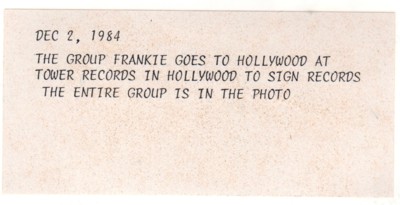 DEC 2, 1984
THE GROUP FRANKIE GOES TO HOLLYWOOD AT
TOWER RECORDS IN HOLLYWOOD TO SIGN RECORDS
THE ENTIRE GROUP IS IN THE PHOTO